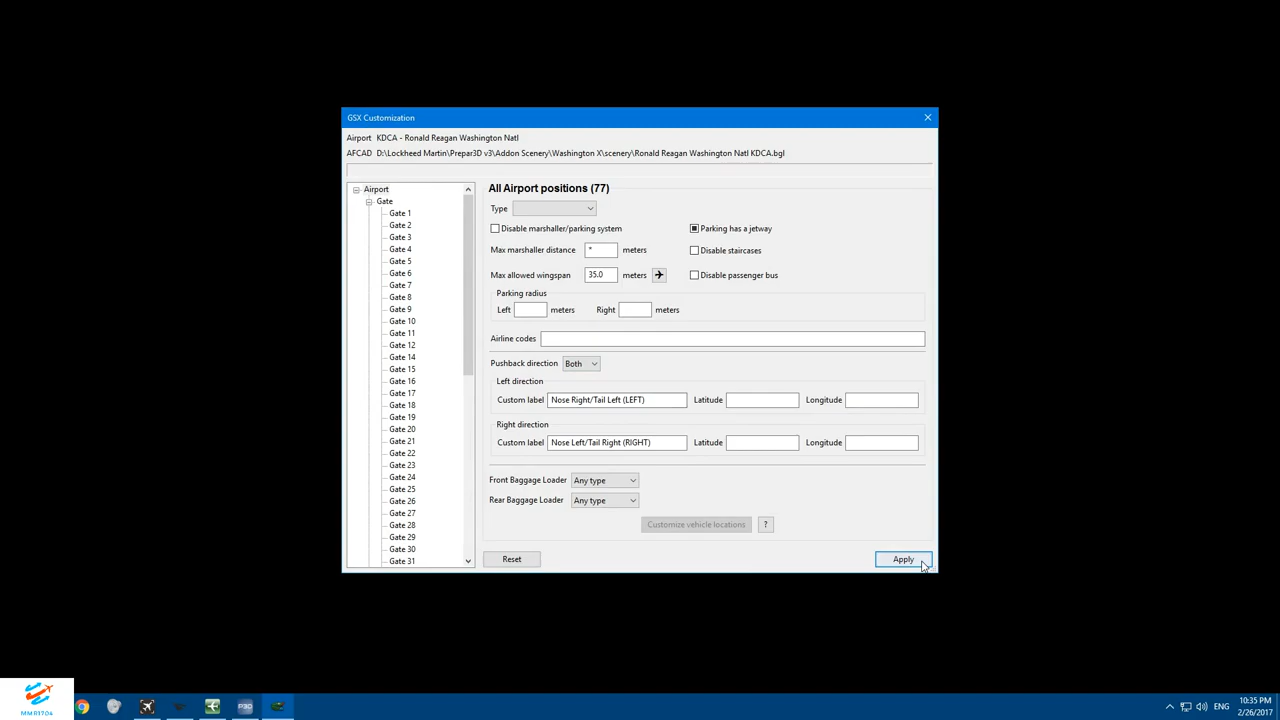 GSX Customization
Airport KDCA - Ronald Reagan Washington Natl
AFCAD D:\Lockheed Martin\Prepar3D v3\Addon Scenery\Washington X\scenery\Ronald Reagan Washington Natl KDCA.bgl
Airport
Gate
Gate 1
Gate 2
Gate 3
Gate 4
Gate 5
Gate 6
Gate 7
Gate 8
Gate 9
Gate 10
Gate 11
Gate 12
Gate 14
Gate 15
Gate 16
Gate 17
Gate 18
Gate 19
Gate 20
Gate 21
Gate 22
Gate 23
Gate 24
Gate 25
Gate 26
Gate 27
Gate 28
Gate 29
Gate 30
Gate 31
All Airport positions (77)
Type
Disable marshaller/parking system
Parking has a jetway
Max marshaller distance * meters
Disable staircases
Max allowed wingspan 35.0 meters
Disable passenger bus
Parking radius
Left meters Right meters
Airline codes
Pushback direction Both
Left direction
Custom label Nose Right/Tail Left (LEFT) Latitude Longitude
Right direction
Custom label Nose Left/Tail Right (RIGHT) Latitude Longitude
Front Baggage Loader Any type
Rear Baggage Loader Any type
Customize vehicle locations ?
Reset Apply
MMR1704
P3D
ENG
10:35 PM
2/26/2017